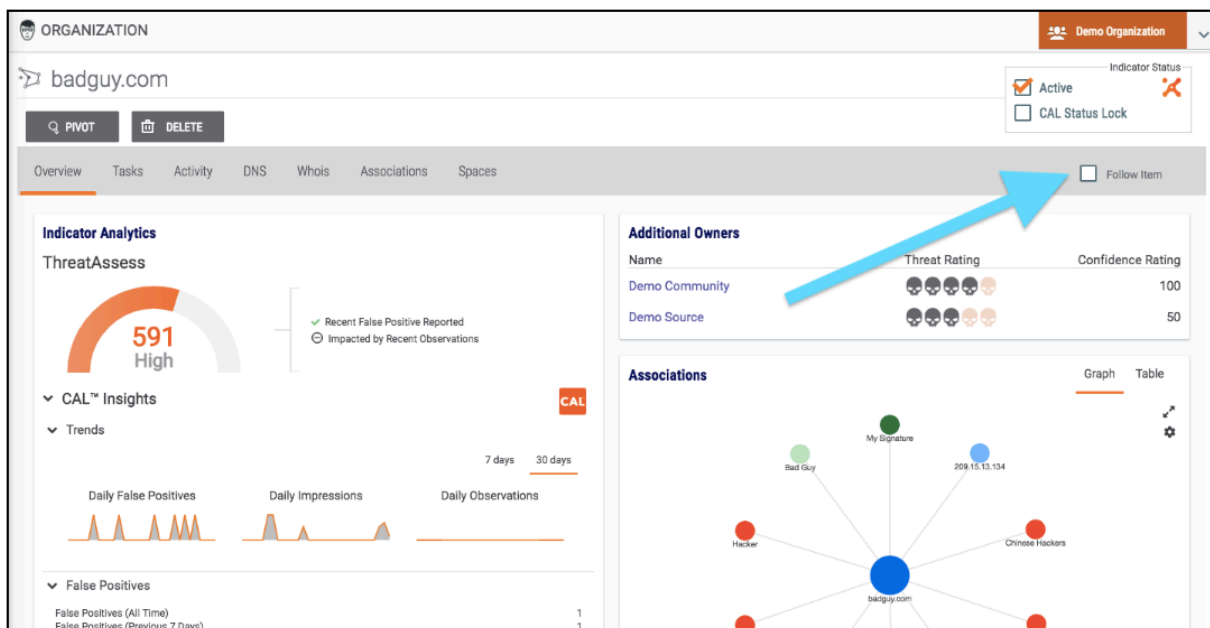 ORGANIZATION
Demo Organization
badguy.com
Indicator Status
Active
CAL Status Lock
PIVOT
DELETE
Overview Tasks Activity DNS Whois Associations Spaces
Follow Item
Indicator Analytics
ThreatAssess
591
High
Recent False Positive Reported
Impacted by Recent Observations
CAL™ Insights
CAL
Trends
7 days 30 days
Daily False Positives Daily Impressions Daily Observations
False Positives
False Positives (All Time) 1
False Positives (Previous 7 Days) 1
Additional Owners
Name Threat Rating Confidence Rating
Demo Community 100
Demo Source 50
Associations
Graph Table
My Signature
Bad Guy
209.15.13.134
Hacker
Chinese Hackers
badguy.com